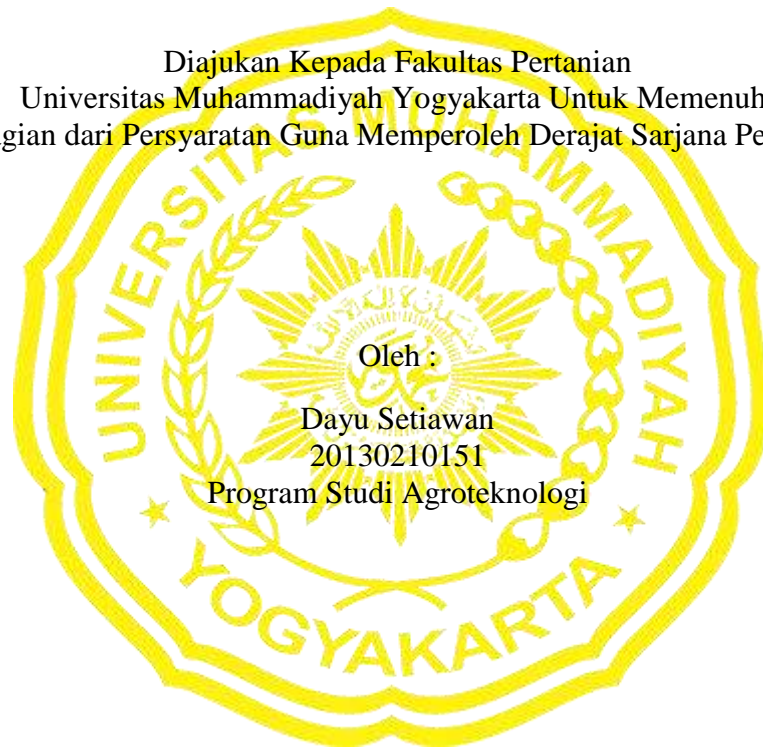 Diajukan Kepada Fakultas Pertanian
Universitas Muhammadiyah Yogyakarta Untuk Memenuh
gian dari Persyaratan Guna Memperoleh Derajat Sarjana Pe
UNIVERSITAS MUHAMMADIYAH
Oleh :
Dayu Setiawan
20130210151
Program Studi Agroteknologi
YOGYAKARTA